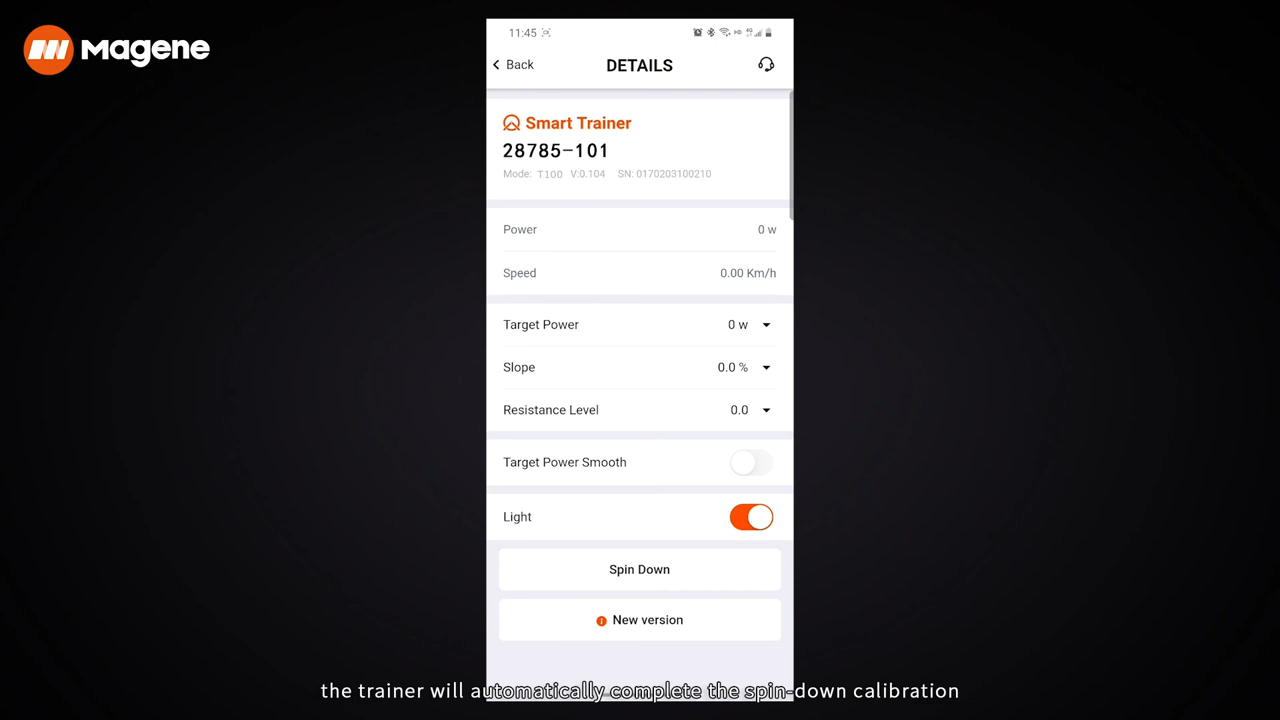 MAGENE
11:45
Back
DETAILS
Smart Trainer
28785-101
Mode: T100 V:0.104 SN: 0170203100210
Power 0 w
Speed 0.00 Km/h
Target Power 0 w
Slope 0.0 %
Resistance Level 0.0
Target Power Smooth
Light
Spin Down
New version
the trainer will automatically complete the spin-down calibration